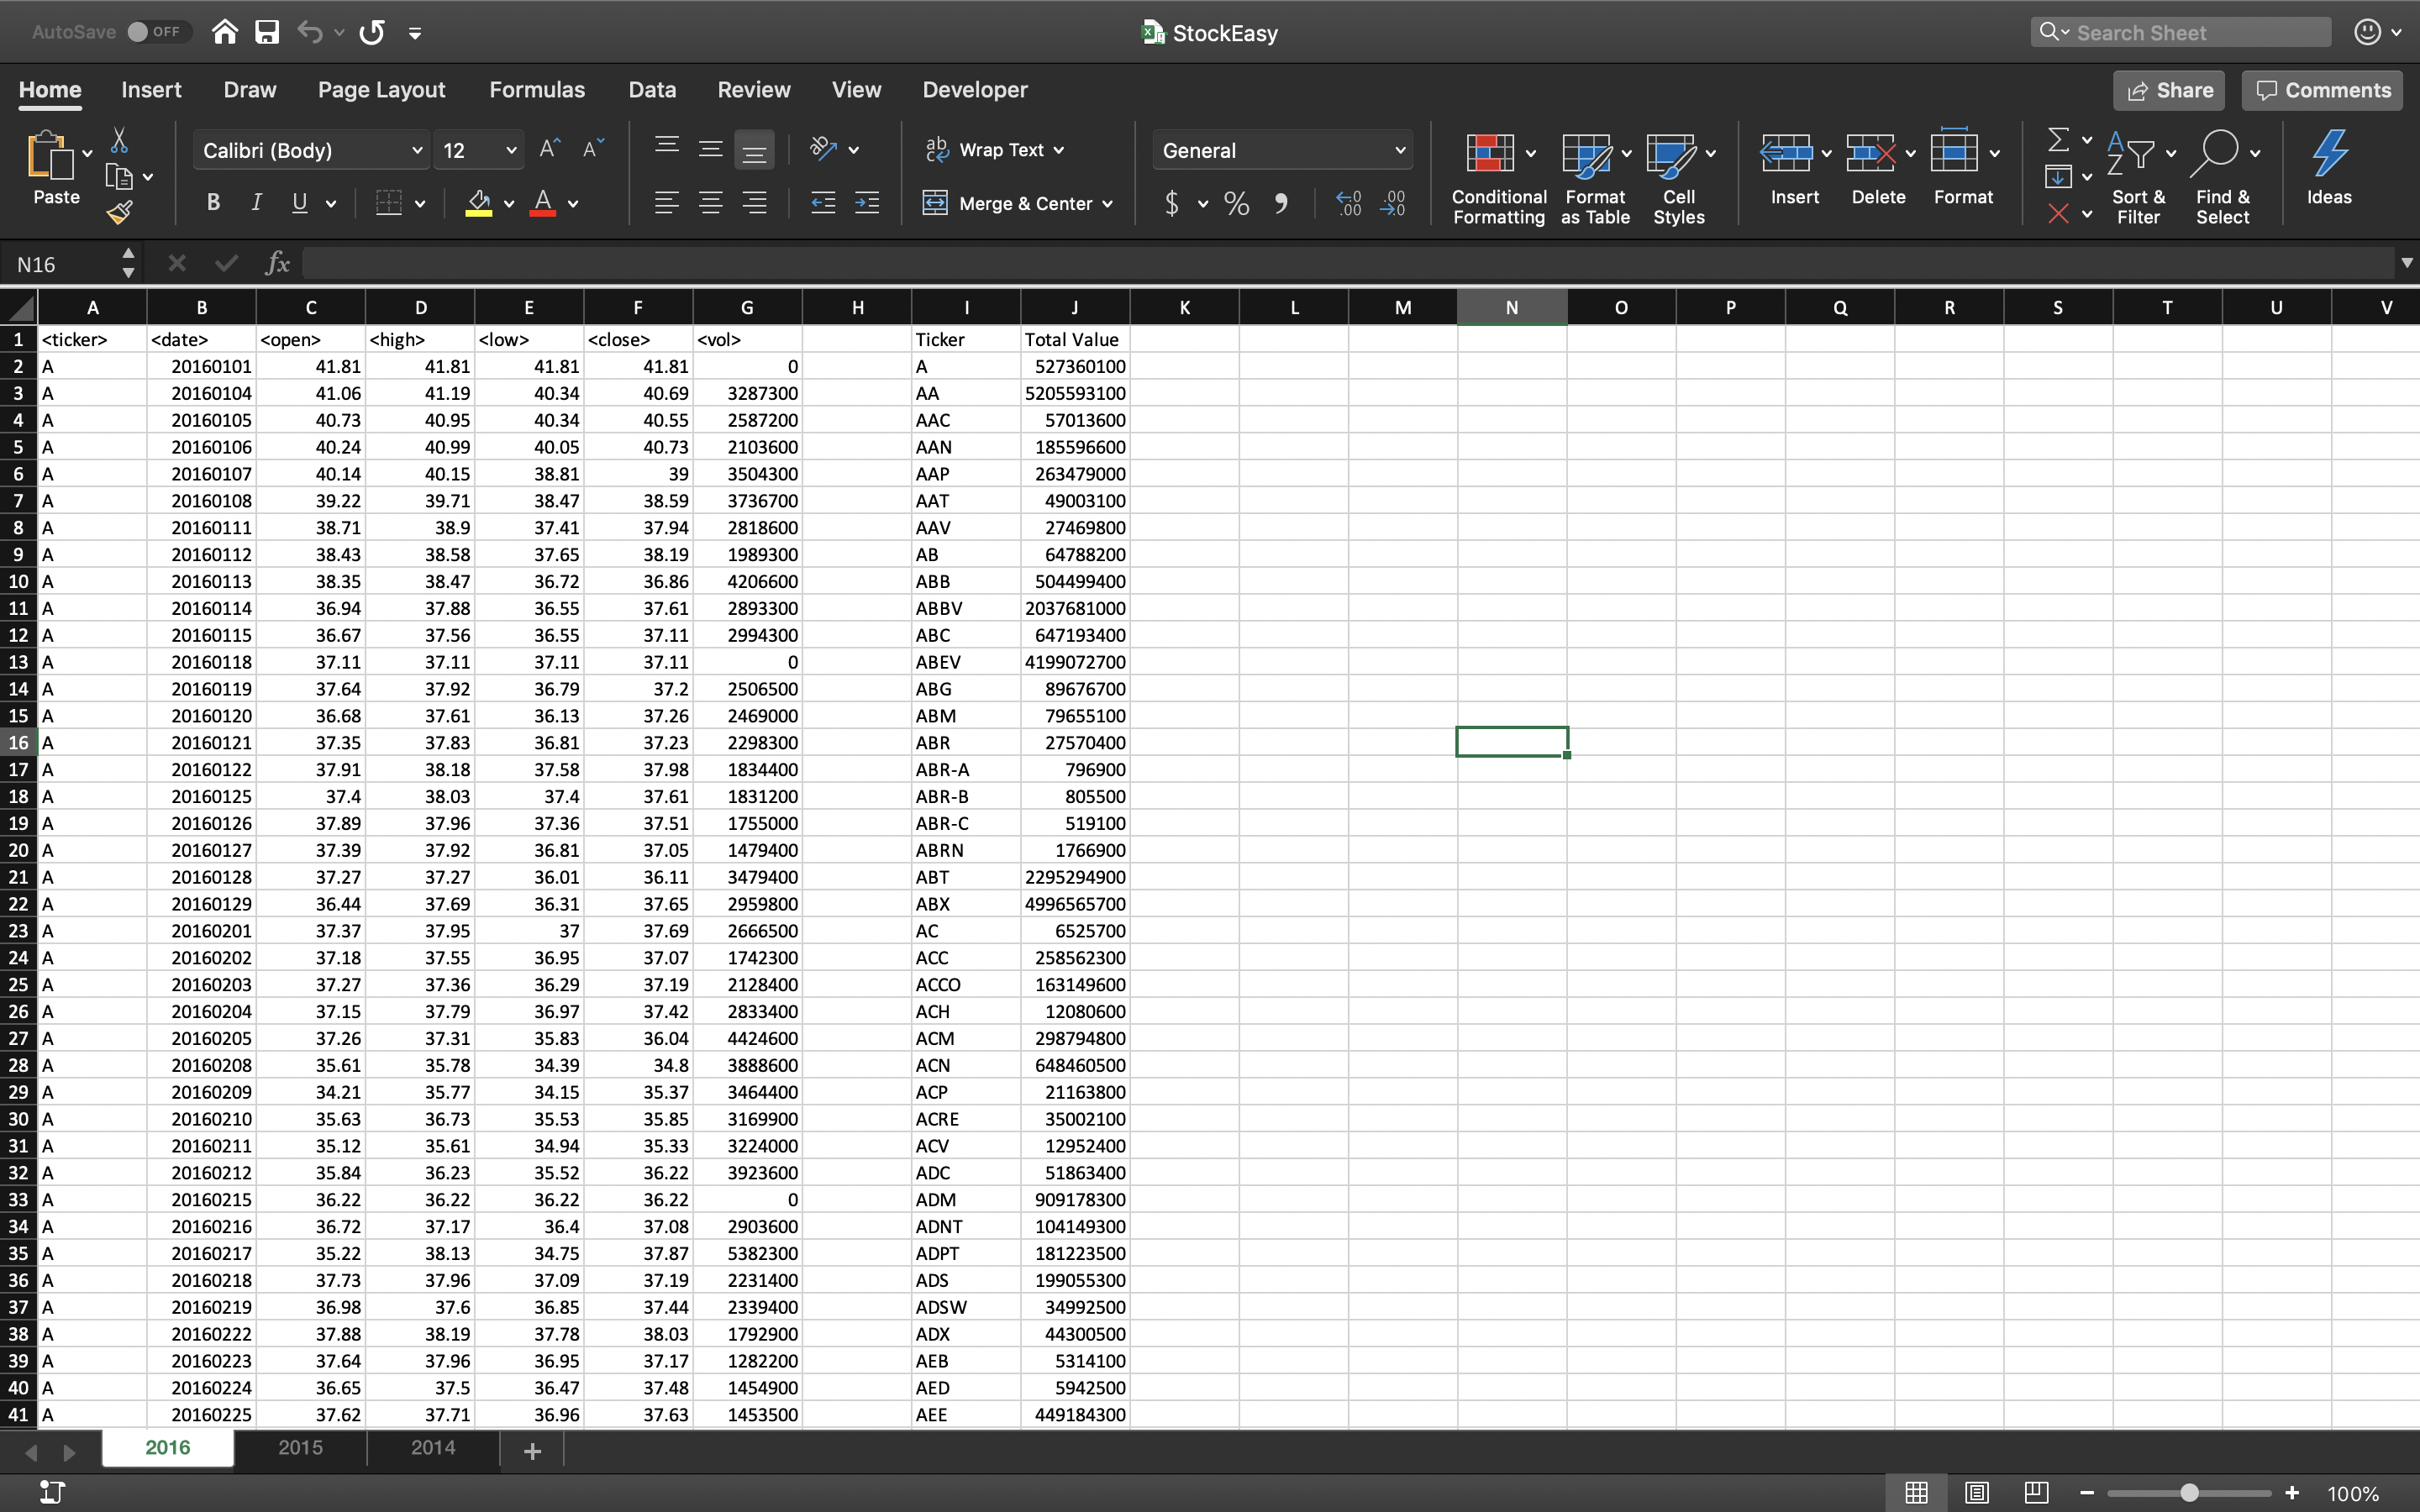 AutoSave OFF StockEasy Search Sheet
Home Insert Draw Page Layout Formulas Data Review View Developer Share Comments
Paste Calibri (Body) 12 Wrap Text General Conditional Formatting Format as Table Cell Styles Insert Delete Format Sort & Filter Find & Select Ideas
B I U A Merge & Center $ % 
N16 fx
A B C D E F G H I J K L M N O P Q R S T U V
1 <ticker> <date> <open> <high> <low> <close> <vol> Ticker Total Value
2 A 20160101 41.81 41.81 41.81 41.81 0 A 527360100
3 A 20160104 41.06 41.19 40.34 40.69 3287300 AA 5205593100
4 A 20160105 40.73 40.95 40.34 40.55 2587200 AAC 57013600
5 A 20160106 40.24 40.99 40.05 40.73 2103600 AAN 185596600
6 A 20160107 40.14 40.15 38.81 39 3504300 AAP 263479000
7 A 20160108 39.22 39.71 38.47 38.59 3736700 AAT 49003100
8 A 20160111 38.71 38.9 37.41 37.94 2818600 AAV 27469800
9 A 20160112 38.43 38.58 37.65 38.19 1989300 AB 64788200
10 A 20160113 38.35 38.47 36.72 36.86 4206600 ABB 504499400
11 A 20160114 36.94 37.88 36.55 37.61 2893300 ABBV 2037681000
12 A 20160115 36.67 37.56 36.55 37.11 2994300 ABC 647193400
13 A 20160118 37.11 37.11 37.11 37.11 0 ABEV 4199072700
14 A 20160119 37.64 37.92 36.79 37.2 2506500 ABG 89676700
15 A 20160120 36.68 37.61 36.13 37.26 2469000 ABM 79655100
16 A 20160121 37.35 37.83 36.81 37.23 2298300 ABR 27570400
17 A 20160122 37.91 38.18 37.58 37.98 1834400 ABR-A 796900
18 A 20160125 37.4 38.03 37.4 37.61 1831200 ABR-B 805500
19 A 20160126 37.89 37.96 37.36 37.51 1755000 ABR-C 519100
20 A 20160127 37.39 37.92 36.81 37.05 1479400 ABRN 1766900
21 A 20160128 37.27 37.27 36.01 36.11 3479400 ABT 2295294900
22 A 20160129 36.44 37.69 36.31 37.65 2959800 ABX 4996565700
23 A 20160201 37.37 37.95 37 37.69 2666500 AC 6525700
24 A 20160202 37.18 37.55 36.95 37.07 1742300 ACC 258562300
25 A 20160203 37.27 37.36 36.29 37.19 2128400 ACCO 163149600
26 A 20160204 37.15 37.79 36.97 37.42 2833400 ACH 12080600
27 A 20160205 37.26 37.31 35.83 36.04 4424600 ACM 298794800
28 A 20160208 35.61 35.78 34.39 34.8 3888600 ACN 648460500
29 A 20160209 34.21 35.77 34.15 35.37 3464400 ACP 21163800
30 A 20160210 35.63 36.73 35.53 35.85 3169900 ACRE 35002100
31 A 20160211 35.12 35.61 34.94 35.33 3224000 ACV 12952400
32 A 20160212 35.84 36.23 35.52 36.22 3923600 ADC 51863400
33 A 20160215 36.22 36.22 36.22 36.22 0 ADM 909178300
34 A 20160216 36.72 37.17 36.4 37.08 2903600 ADNT 104149300
35 A 20160217 35.22 38.13 34.75 37.87 5382300 ADPT 181223500
36 A 20160218 37.73 37.96 37.09 37.19 2231400 ADS 199055300
37 A 20160219 36.98 37.6 36.85 37.44 2339400 ADSW 34992500
38 A 20160222 37.88 38.19 37.78 38.03 1792900 ADX 44300500
39 A 20160223 37.64 37.96 36.95 37.17 1282200 AEB 5314100
40 A 20160224 36.65 37.5 36.47 37.48 1454900 AED 5942500
41 A 20160225 37.62 37.71 36.96 37.63 1453500 AEE 449184300
2016 2015 2014 +
− + 100%